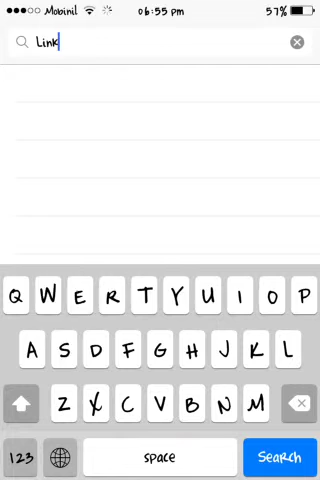 Mobinil 06:55 pm 57%
Link
Q W E R T Y U I O P
A S D F G H J K L
Z X C V B N M
123 space Search